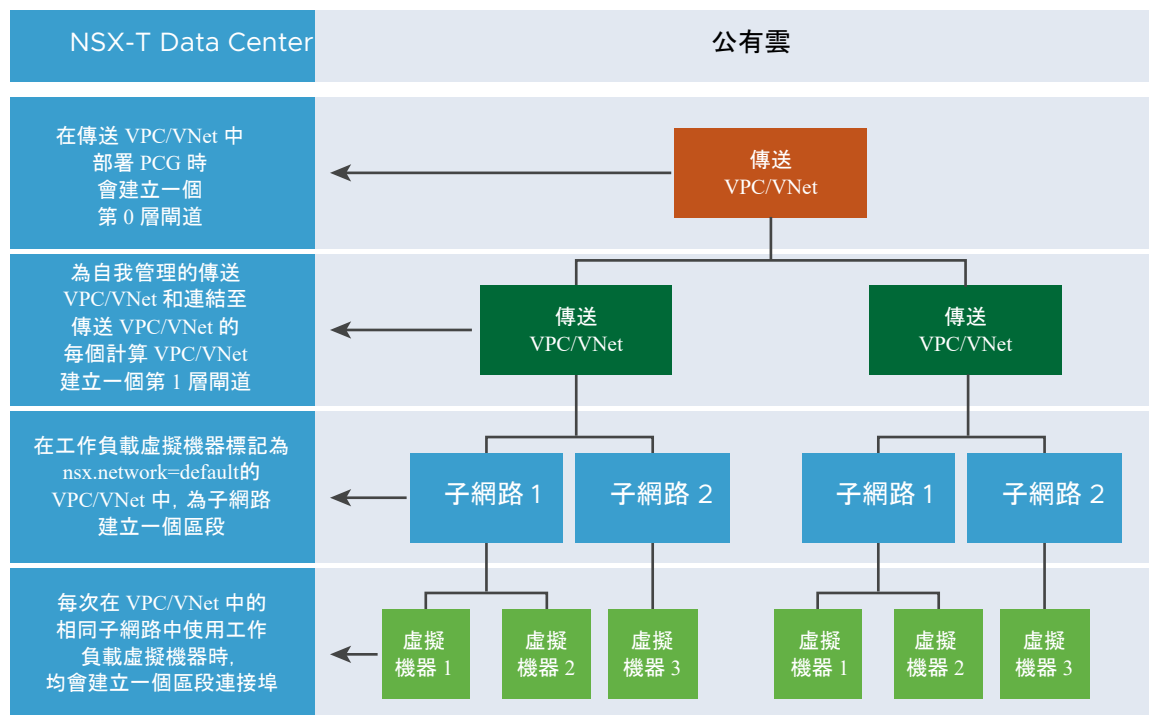 NSX-T Data Center
公有雲
在傳送 VPC/VNet 中
部署 PCG 時
會建立一個
第 0 層閘道
傳送
VPC/VNet
為自我管理的傳送
VPC/VNet 和連結至
傳送 VPC/VNet 的
每個計算 VPC/VNet
建立一個第 1 層閘道
傳送
VPC/VNet
傳送
VPC/VNet
在工作負載虛擬機器標記為
nsx.network=default的
VPC/VNet 中, 為子網路
建立一個區段
子網路 1
子網路 2
子網路 1
子網路 2
每次在 VPC/VNet 中的
相同子網路中使用工作
負載虛擬機器時,
均會建立一個區段連接埠
虛擬
機器 1
虛擬
機器 2
虛擬
機器 3
虛擬
機器 1
虛擬
機器 2
虛擬
機器 3